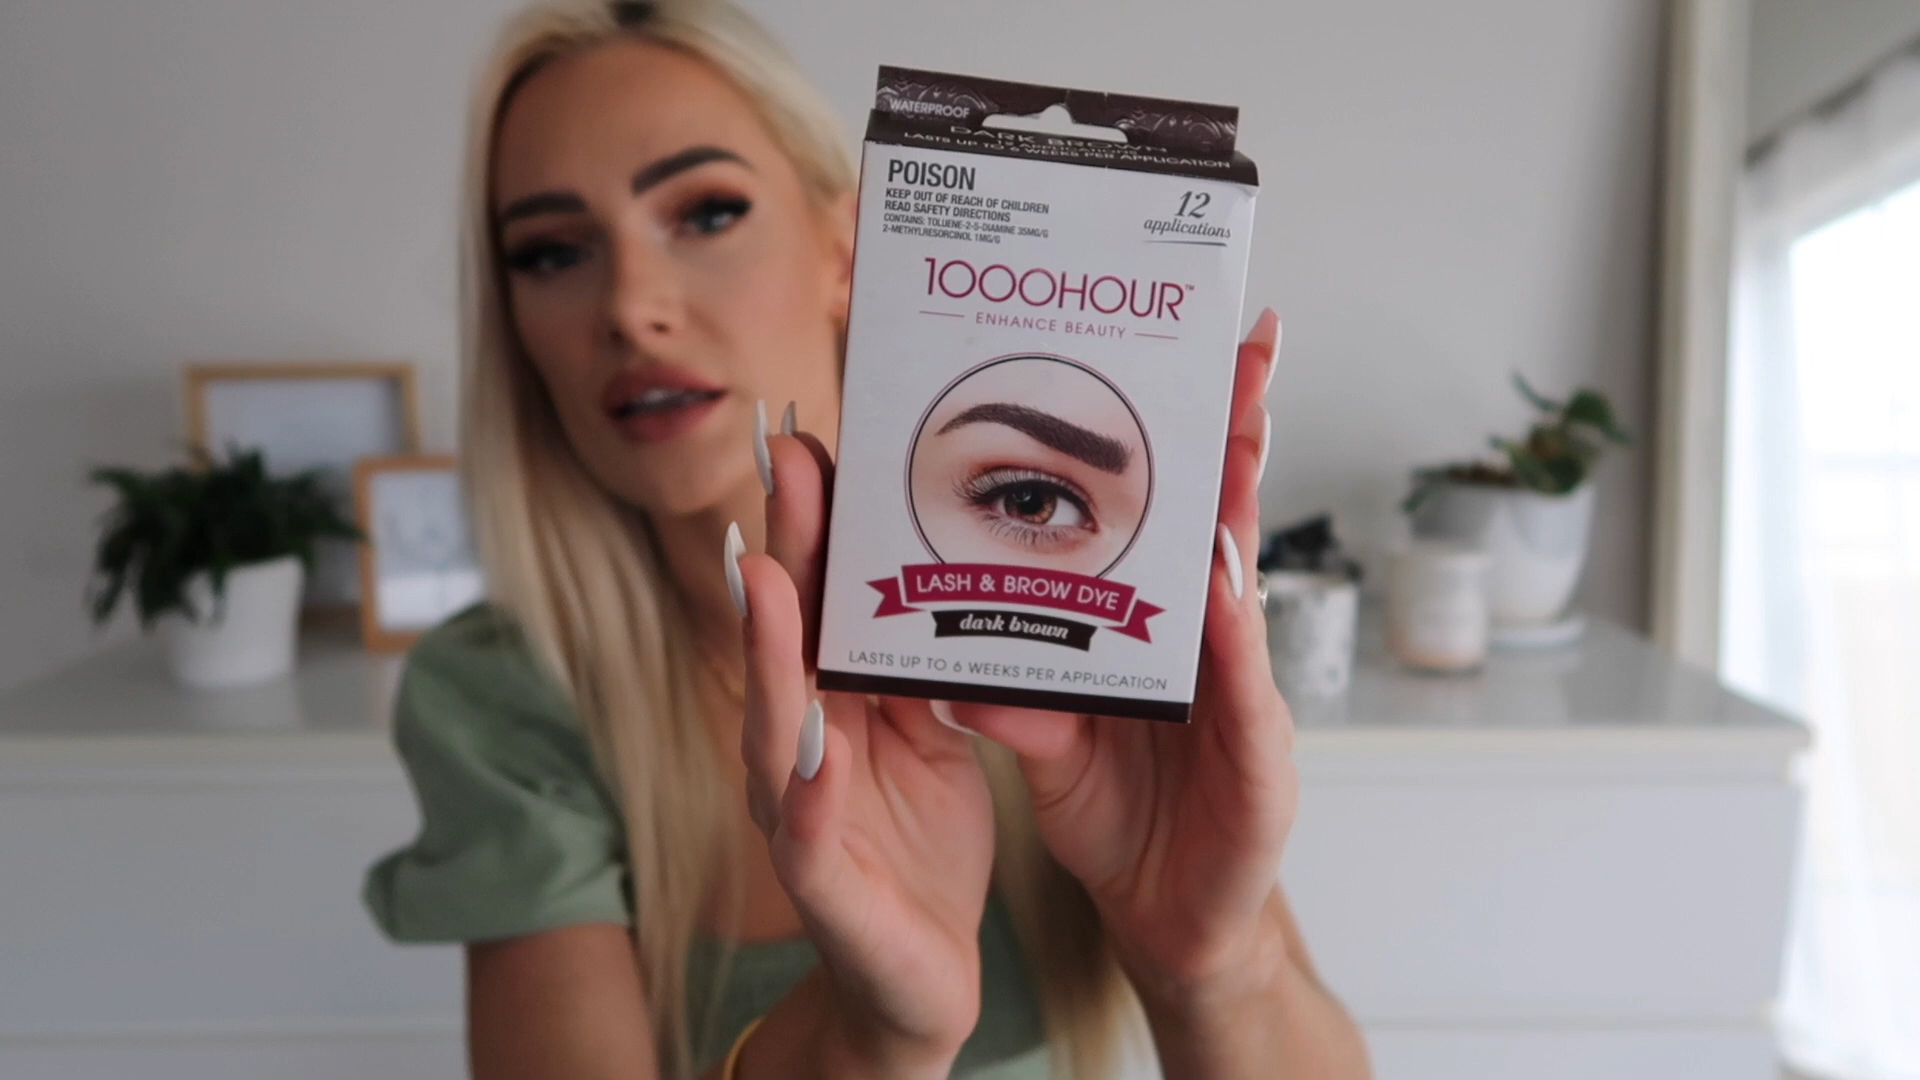 WATERPROOF
DARK BROWN
12 APPLICATIONS
LASTS UP TO 6 WEEKS PER APPLICATION
POISON
KEEP OUT OF REACH OF CHILDREN
READ SAFETY DIRECTIONS
CONTAINS: TOLUENE-2-5-DIAMINE 35MG/G
2-METHYLRESORCINOL 1MG/G
12
applications
1000HOUR™
ENHANCE BEAUTY
LASH & BROW DYE
dark brown
LASTS UP TO 6 WEEKS PER APPLICATION